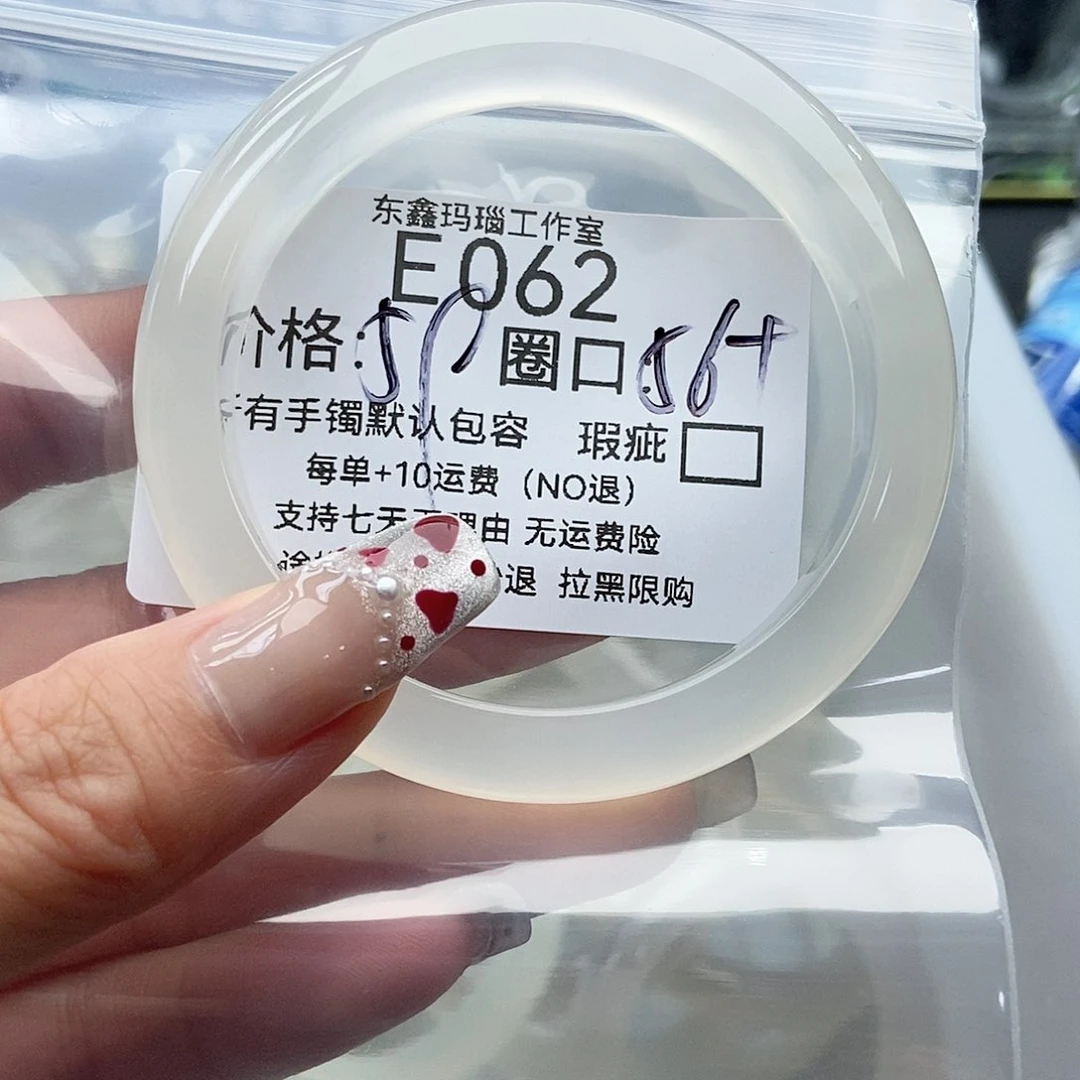 东鑫玛瑙工作室
E062
价格: 圈口:56+
有手镯默认包容 瑕疵
每单+10运费（NO退）
支持七天 理由 无运费险
退 拉黑限购